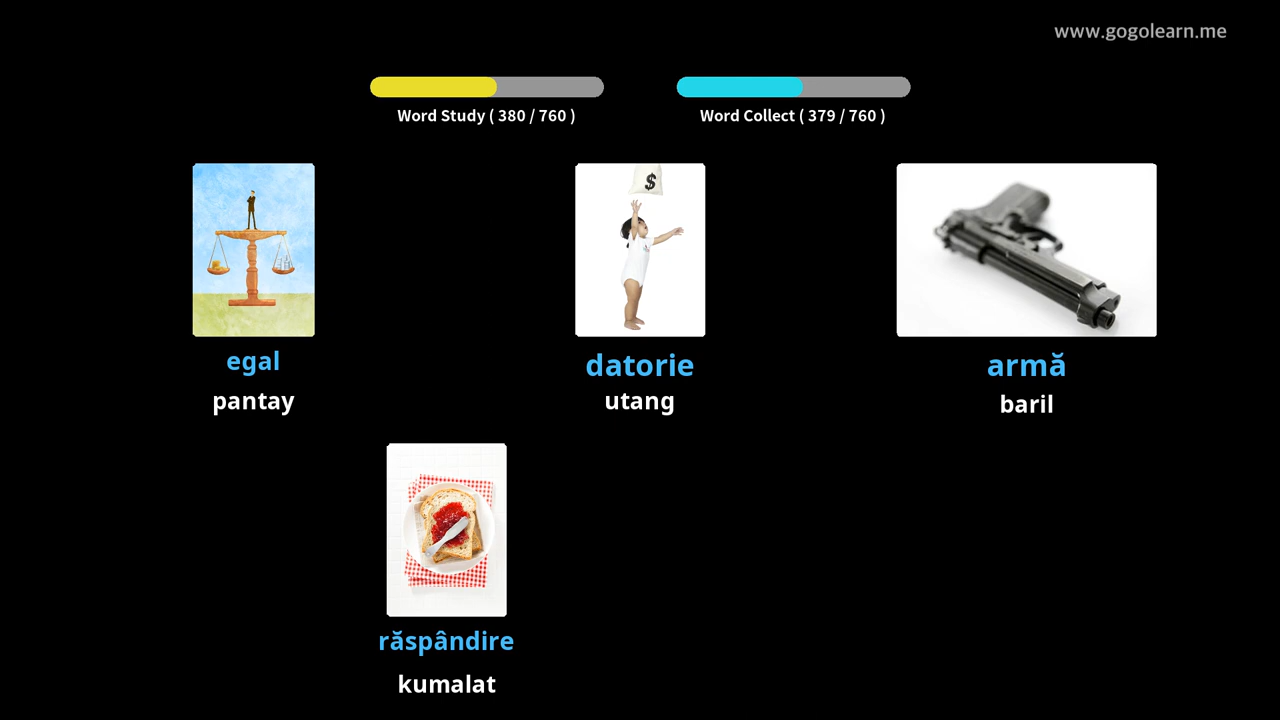 www.gogolearn.me
Word Study ( 380 / 760 )
Word Collect ( 379 / 760 )
$
egal
datorie
armă
pantay
utang
baril
răspândire
kumalat